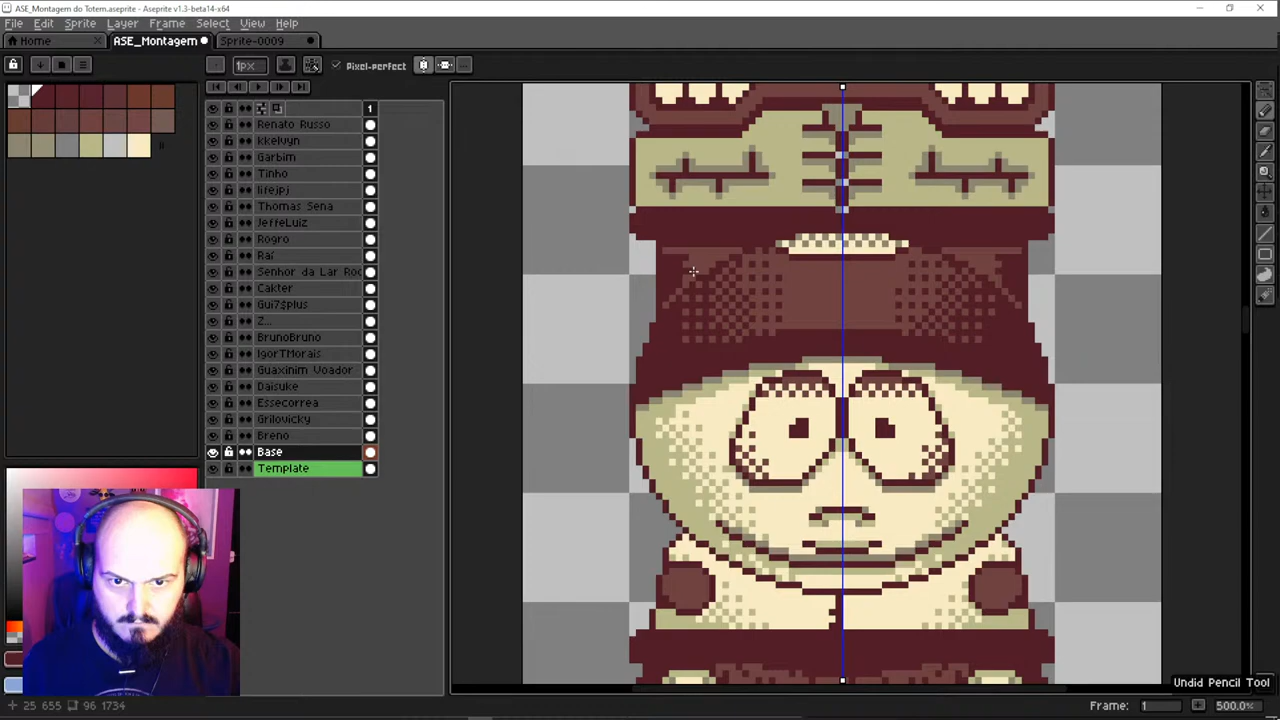 ASE_Montagem do Totem.aseprite - Aseprite v1.3-beta14-x64
File Edit Sprite Layer Frame Select View Help
Home ASE_Montagem Sprite-0009
1px Pixel-perfect
1
Renato Russo
kkelvyn
Garbim
Tinho
lifejpj
Thomas Sena
JeffeLuiz
Rogro
Raí
Senhor da Lar Roc
Cakter
Gui7$plus
Z...
BrunoBruno
IgorTMorais
Guaxinim Voador
Daisuke
Essecorrea
Grilovicky
Breno
Base
Template
Undid Pencil Tool
25 655 96 1734 Frame: 1 500.0%